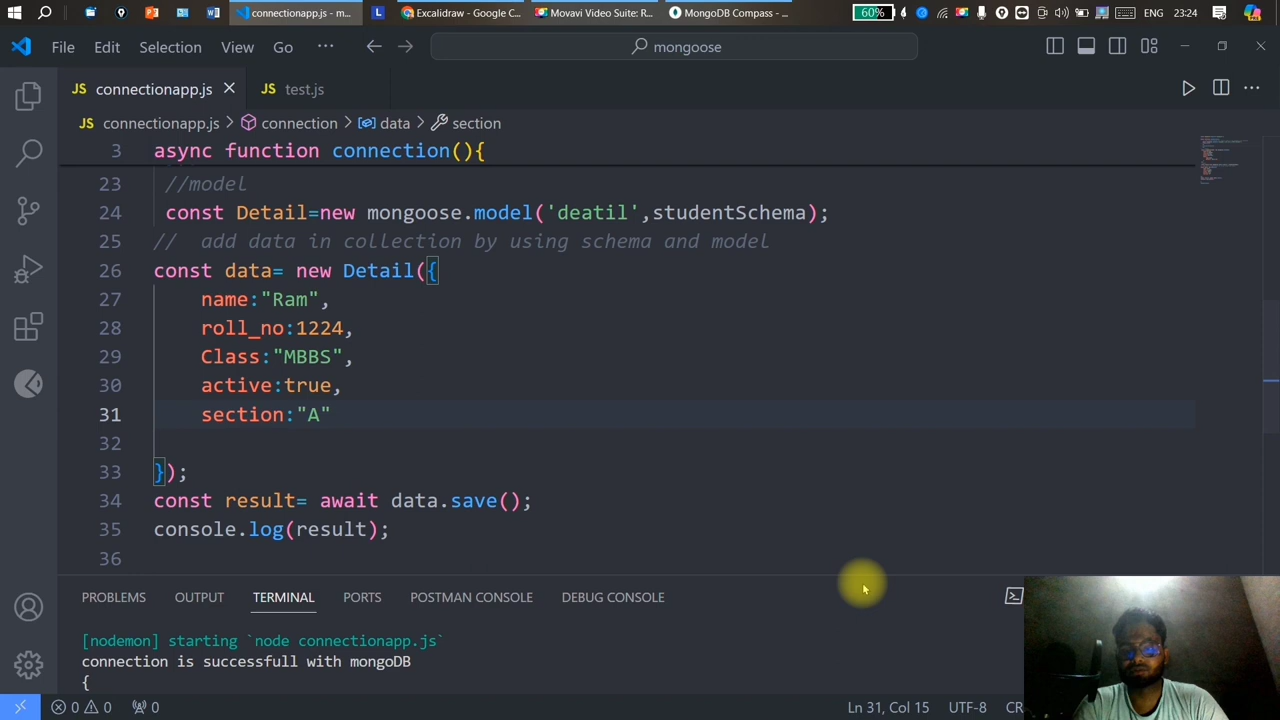 connectionapp.js - m...
Excalidraw - Google C...
Movavi Video Suite: R...
MongoDB Compass - ...
60%
ENG
23:24
File Edit Selection View Go ...
mongoose
JS connectionapp.js
JS test.js
JS connectionapp.js > connection > data > section
3 async function connection(){
23 //model
24 const Detail=new mongoose.model('deatil',studentSchema);
25 // add data in collection by using schema and model
26 const data= new Detail({
27 name:"Ram",
28 roll_no:1224,
29 Class:"MBBS",
30 active:true,
31 section:"A"
32
33 });
34 const result= await data.save();
35 console.log(result);
36
PROBLEMS OUTPUT TERMINAL PORTS POSTMAN CONSOLE DEBUG CONSOLE
[nodemon] starting `node connectionapp.js`
connection is successfull with mongoDB
{
0 0 0 Ln 31, Col 15 UTF-8 CR